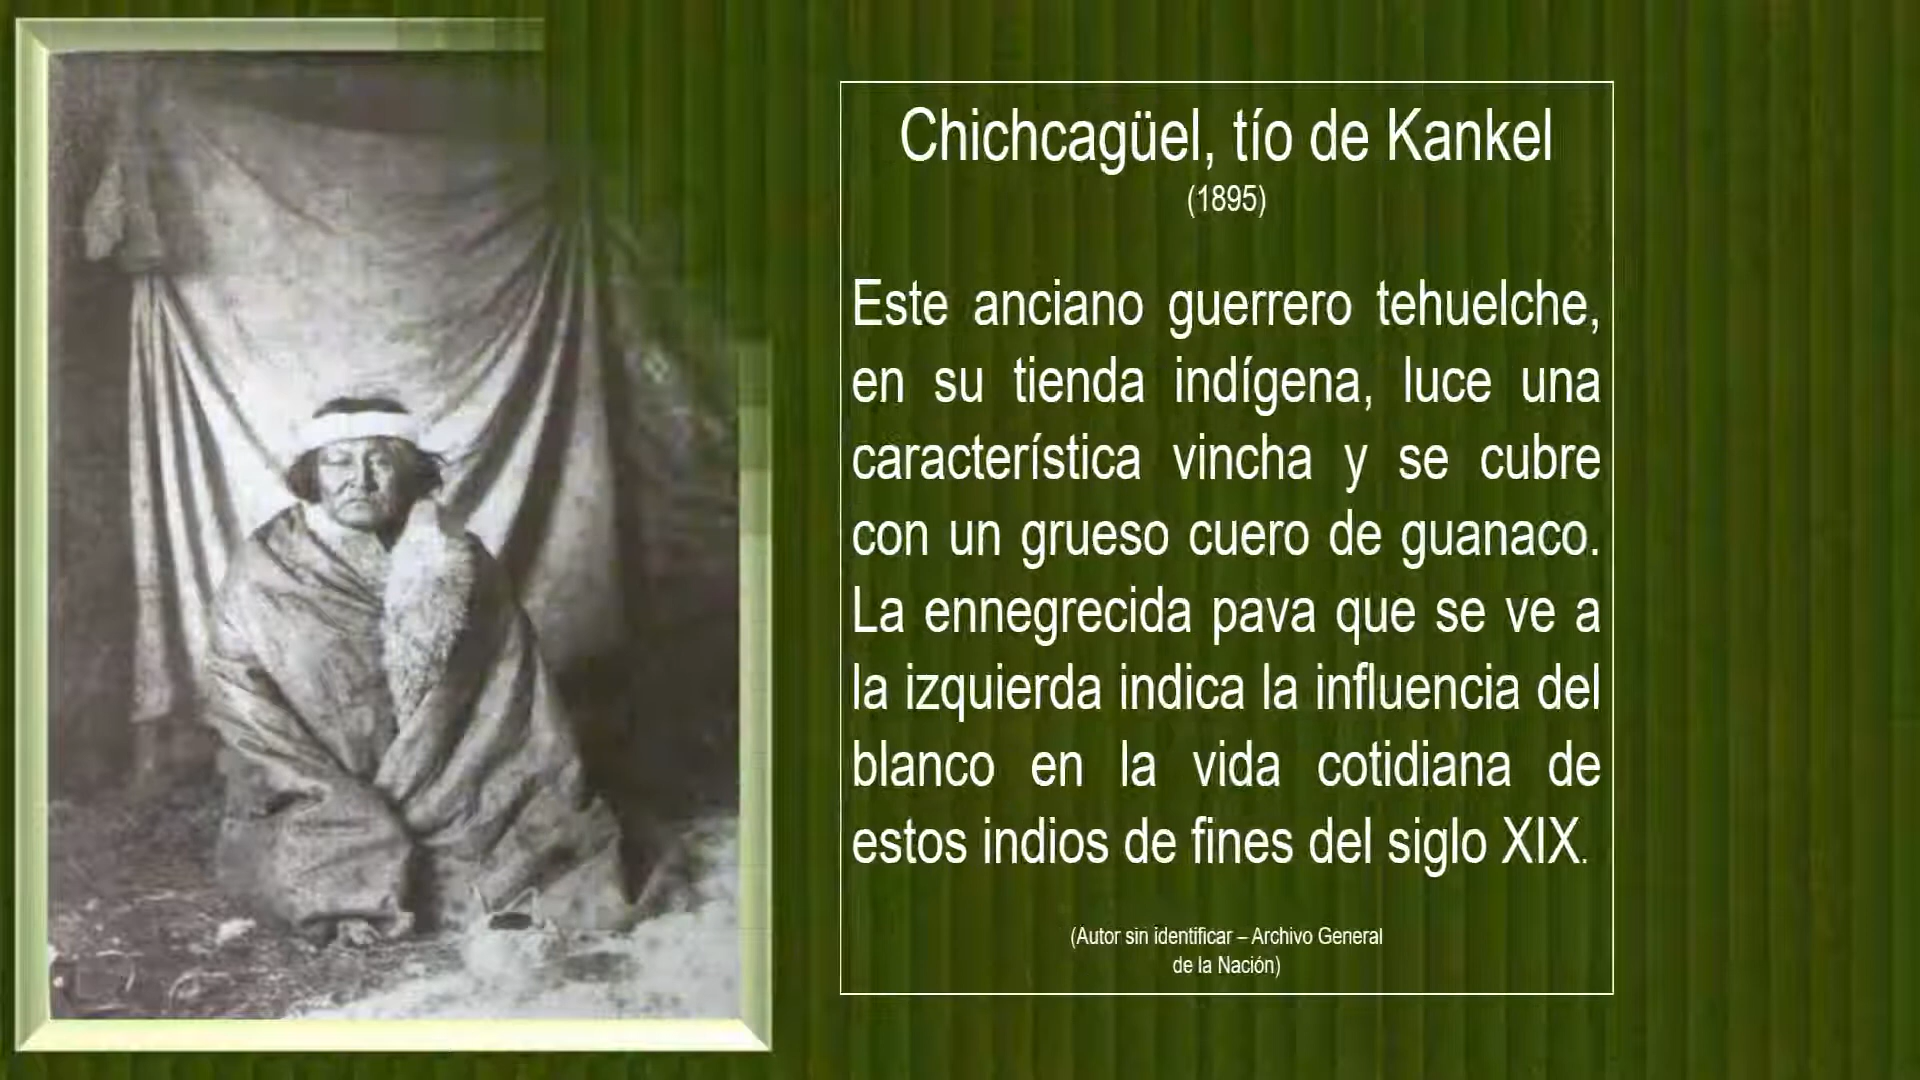 Chichcagüel, tío de Kankel
(1895)
Este anciano guerrero tehuelche,
en su tienda indígena, luce una
característica vincha y se cubre
con un grueso cuero de guanaco.
La ennegrecida pava que se ve a
la izquierda indica la influencia del
blanco en la vida cotidiana de
estos indios de fines del siglo XIX.
(Autor sin identificar – Archivo General
de la Nación)